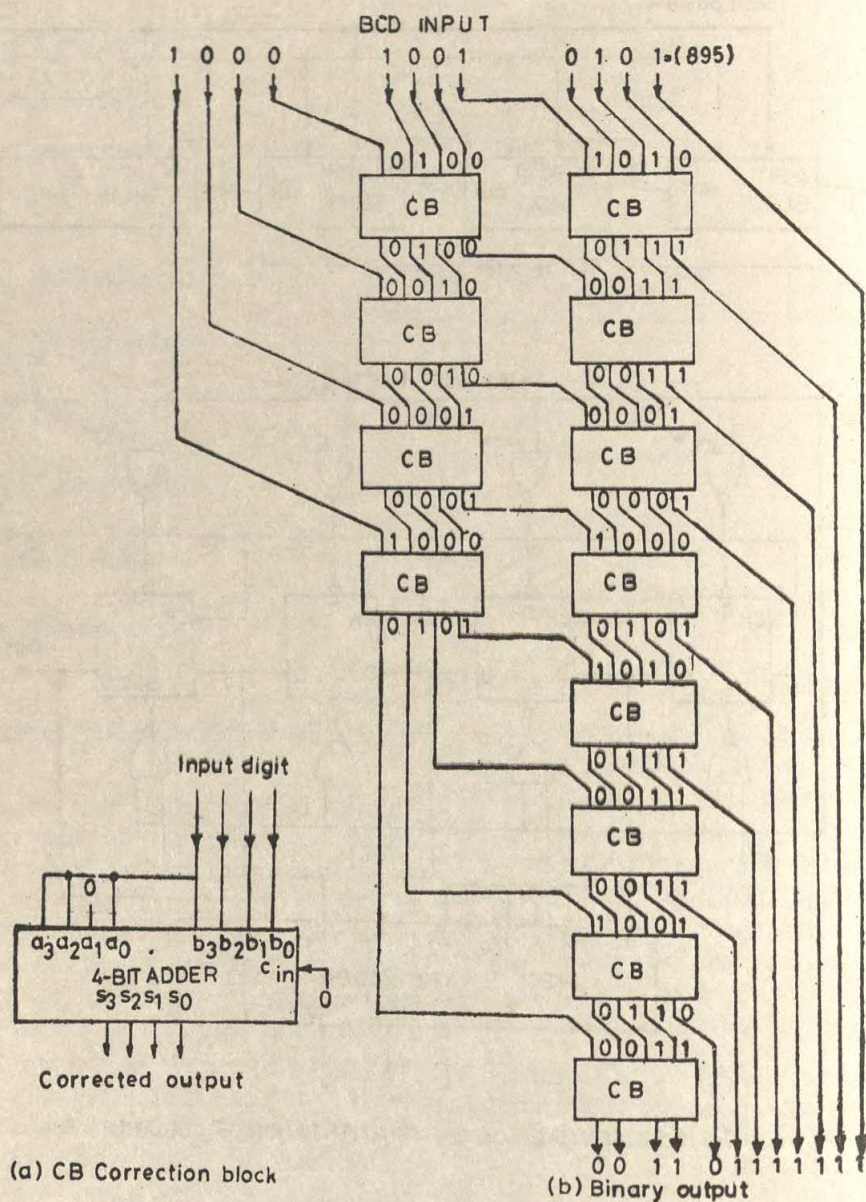 BCD INPUT
1 0 0 0 1 0 0 1 0 1 0 1=(895)
0 1 0 0 1 0 1 0
CB CB
0 1 0 0 0 1 1 1
0 0 1 0 0 0 1 1
CB CB
0 0 1 0 0 0 1 1
0 0 0 1 0 0 0 1
CB CB
0 0 0 1 0 0 0 1
1 0 0 0 1 0 0 0
CB CB
0 1 0 1 0 1 0 1
1 0 1 0
CB
0 1 1 1
0 0 1 1
CB
0 0 1 1
1 0 0 1
CB
0 1 1 0
0 0 1 1
CB
0 0 1 1 0 1 1 1 1 1 1 1
(b) Binary output
Input digit
0
a3 a2 a1 a0 b3 b2 b1 b0
c in
4-BIT ADDER
s3 s2 s1 s0
0
Corrected output
(a) CB Correction block